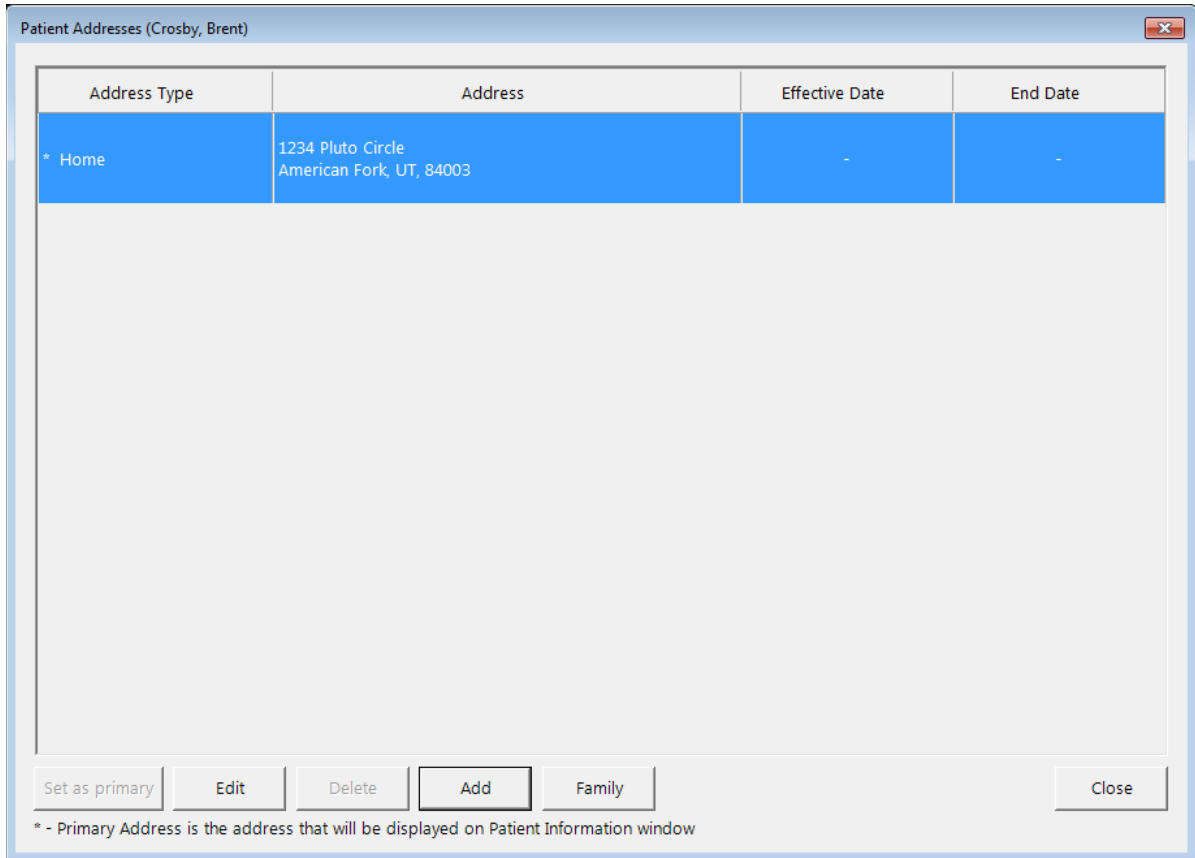 Patient Addresses (Crosby, Brent)
Address Type Address Effective Date End Date
* Home 1234 Pluto Circle
American Fork, UT, 84003 - -
Set as primary Edit Delete Add Family Close
* - Primary Address is the address that will be displayed on Patient Information window